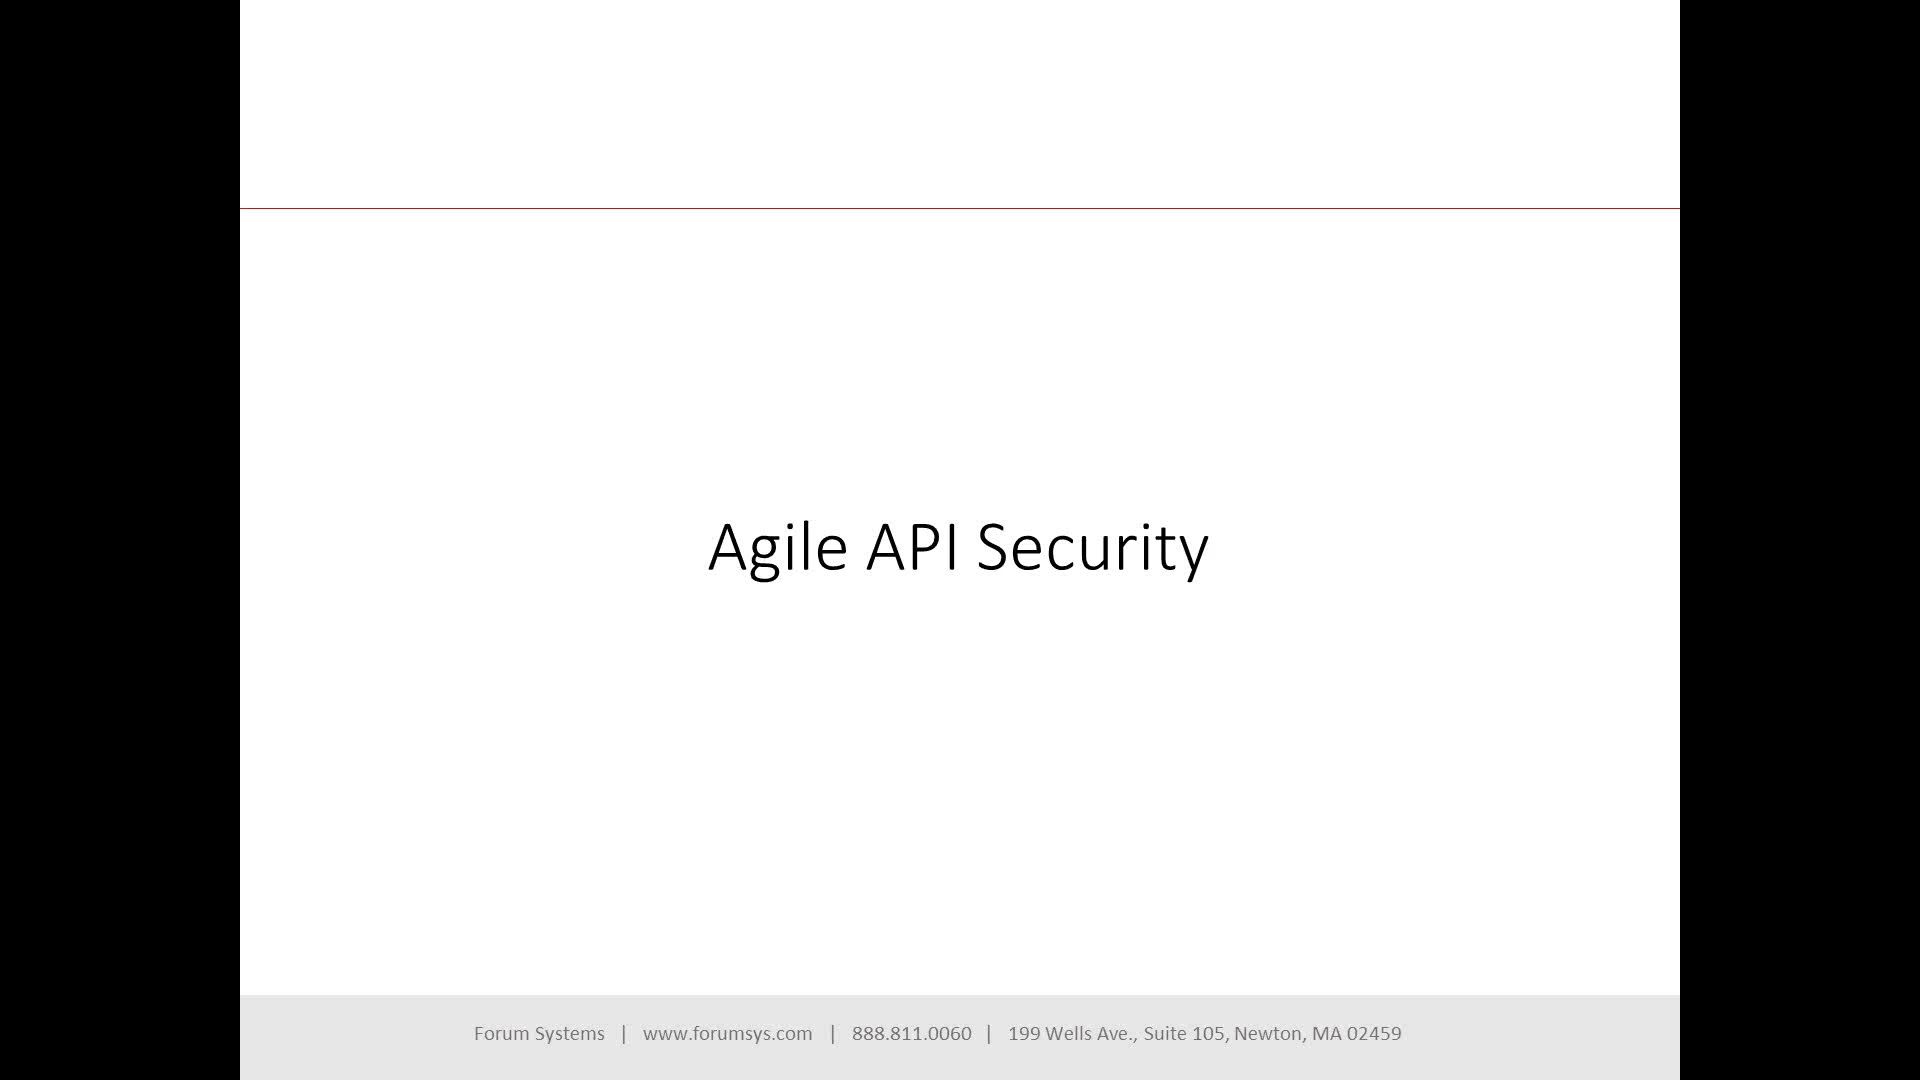 Agile API Security
Forum Systems | www.forumsys.com | 888.811.0060 | 199 Wells Ave., Suite 105, Newton, MA 02459